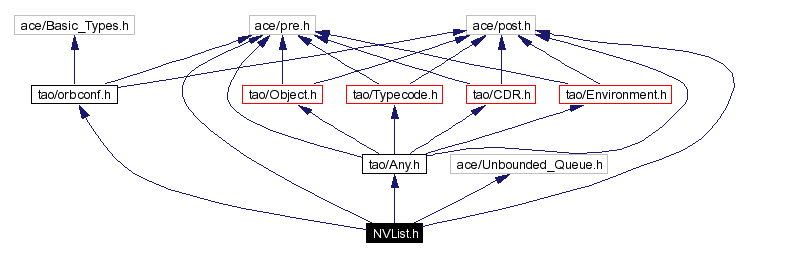 ace/Basic_Types.h
ace/pre.h
ace/post.h
tao/orbconf.h
tao/Object.h
tao/Typecode.h
tao/CDR.h
tao/Environment.h
tao/Any.h
ace/Unbounded_Queue.h
NVList.h